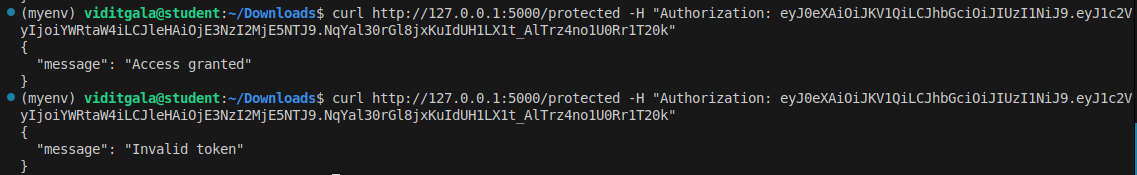 (myenv) viditgala@student:~/Downloads$ curl http://127.0.0.1:5000/protected -H "Authorization: eyJ0eXAiOiJKV1QiLCJhbGciOiJIUzI1NiJ9.eyJ1c2V
yIjoiYWRtaW4iLCJleHAiOjE3NzI2MjE5NTJ9.NqYal30rGl8jxKuIdUH1LX1t_AlTrz4no1U0Rr1T20k"
{
"message": "Access granted"
}
(myenv) viditgala@student:~/Downloads$ curl http://127.0.0.1:5000/protected -H "Authorization: eyJ0eXAiOiJKV1QiLCJhbGciOiJIUzI1NiJ9.eyJ1c2V
yIjoiYWRtaW4iLCJleHAiOjE3NzI2MjE5NTJ9.NqYal30rGl8jxKuIdUH1LX1t_AlTrz4no1U0Rr1T20k"
{
"message": "Invalid token"
}